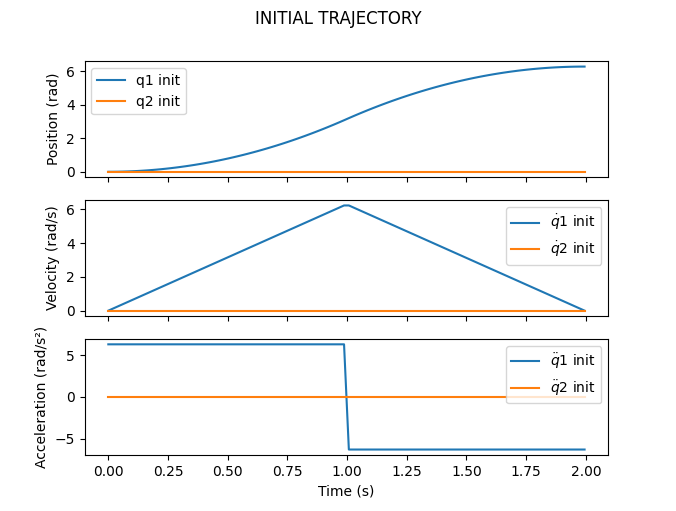 INITIAL TRAJECTORY
Position (rad)
6
4
2
0
q1 init
q2 init
Velocity (rad/s)
6
4
2
0
q̇1 init
q̇2 init
Acceleration (rad/s²)
5
0
−5
q̈1 init
q̈2 init
0.00 0.25 0.50 0.75 1.00 1.25 1.50 1.75 2.00
Time (s)